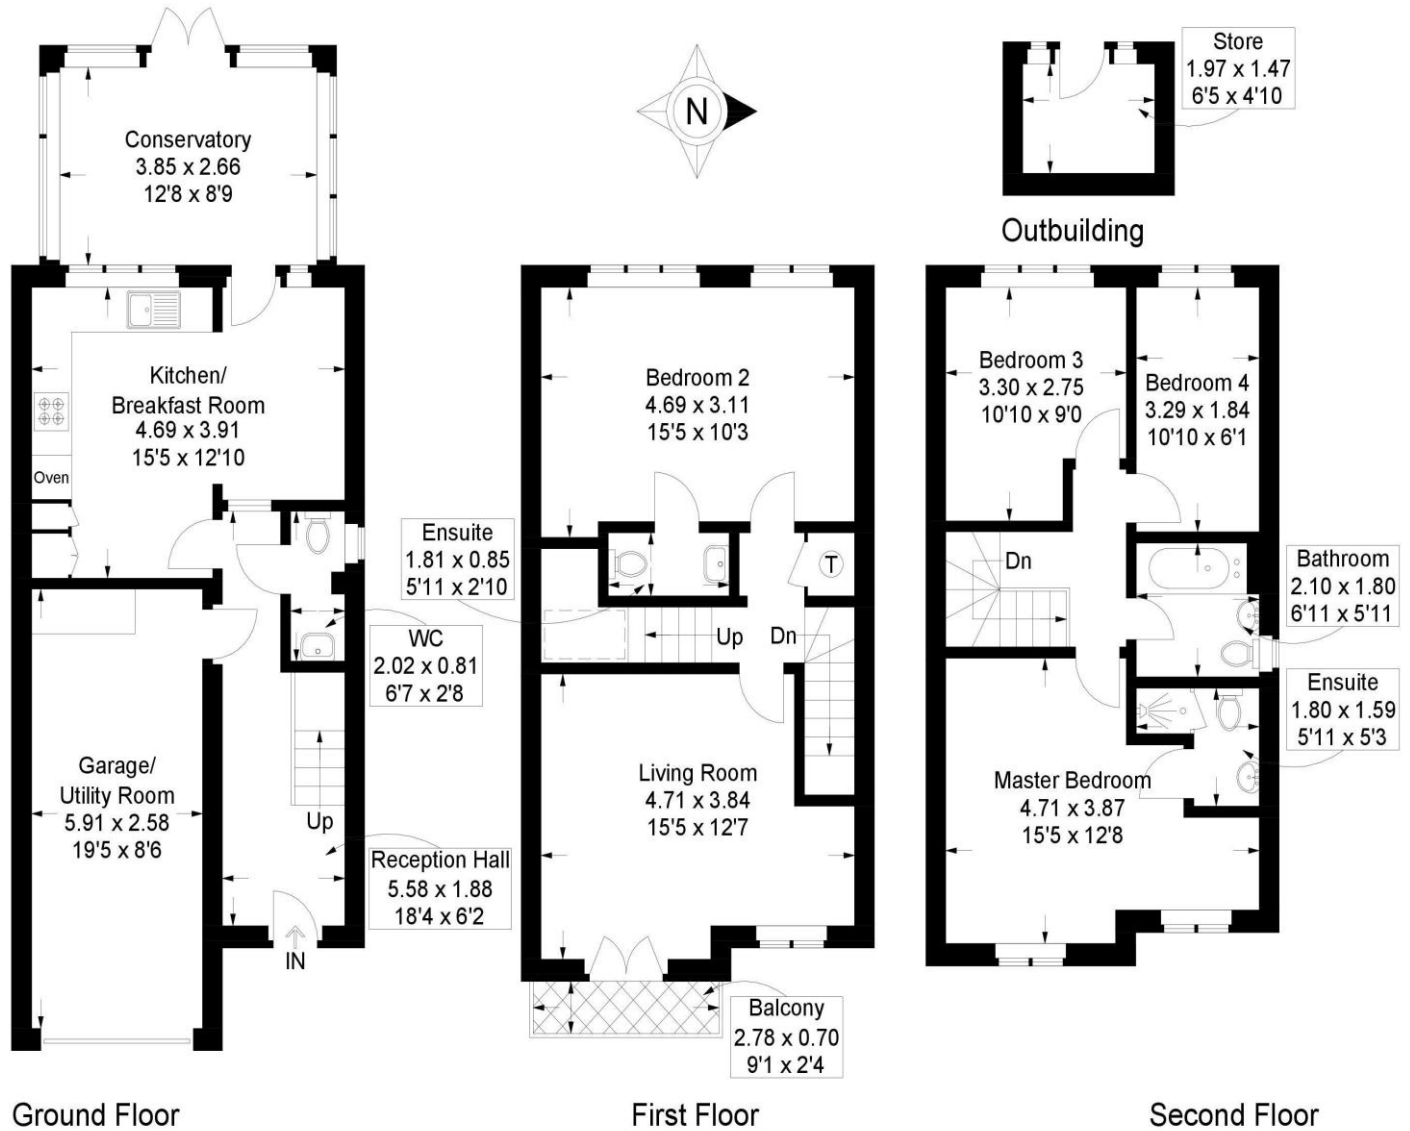 Conservatory
3.85 x 2.66
12'8 x 8'9
N
Store
1.97 x 1.47
6'5 x 4'10
Outbuilding
Kitchen/
Breakfast Room
4.69 x 3.91
15'5 x 12'10
Oven
Garage/
Utility Room
5.91 x 2.58
19'5 x 8'6
Up
IN
WC
2.02 x 0.81
6'7 x 2'8
Reception Hall
5.58 x 1.88
18'4 x 6'2
Ground Floor
Bedroom 2
4.69 x 3.11
15'5 x 10'3
Ensuite
1.81 x 0.85
5'11 x 2'10
T
Up
Dn
Living Room
4.71 x 3.84
15'5 x 12'7
Balcony
2.78 x 0.70
9'1 x 2'4
First Floor
Bedroom 3
3.30 x 2.75
10'10 x 9'0
Bedroom 4
3.29 x 1.84
10'10 x 6'1
Dn
Bathroom
2.10 x 1.80
6'11 x 5'11
Ensuite
1.80 x 1.59
5'11 x 5'3
Master Bedroom
4.71 x 3.87
15'5 x 12'8
Second Floor